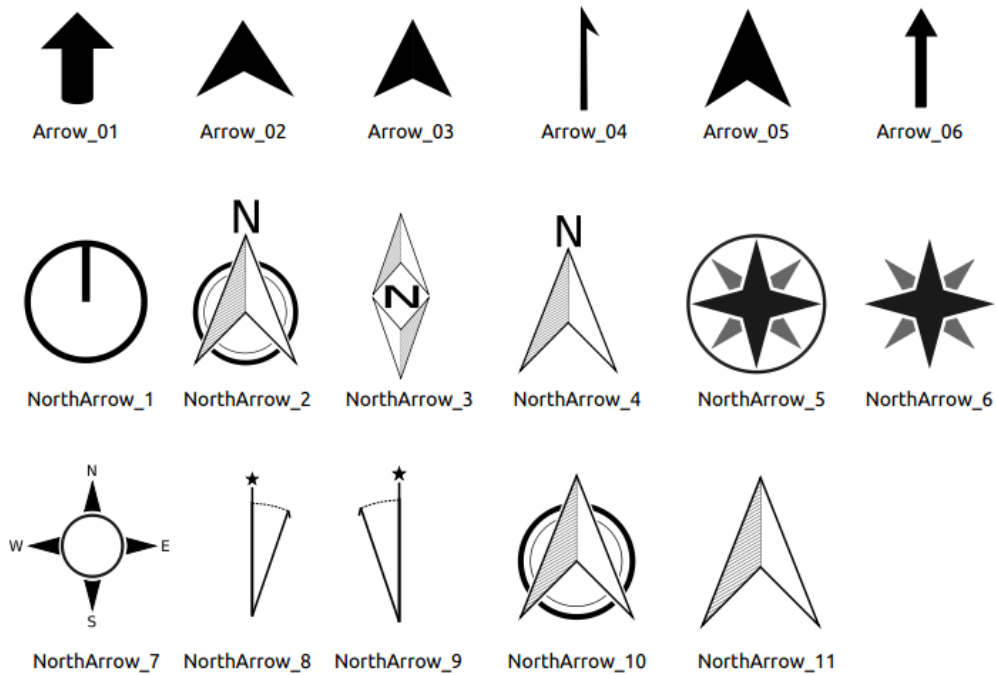 Arrow_01 Arrow_02 Arrow_03 Arrow_04 Arrow_05 Arrow_06
N N
N
NorthArrow_1 NorthArrow_2 NorthArrow_3 NorthArrow_4 NorthArrow_5 NorthArrow_6
N
W E
S
NorthArrow_7 NorthArrow_8 NorthArrow_9 NorthArrow_10 NorthArrow_11